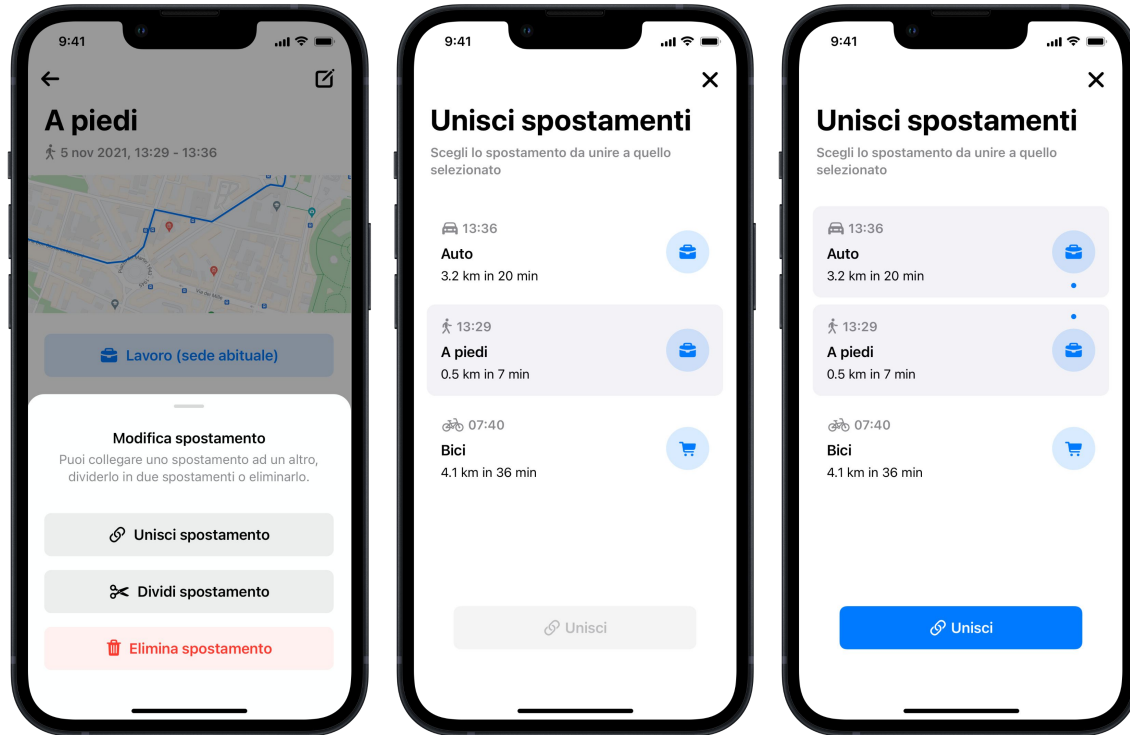 9:41
A piedi
5 nov 2021, 13:29 - 13:36
Via dei Mille
Lavoro (sede abituale)
Modifica spostamento
Puoi collegare uno spostamento ad un altro,
dividerlo in due spostamenti o eliminarlo.
Unisci spostamento
Dividi spostamento
Elimina spostamento
9:41
Unisci spostamenti
Scegli lo spostamento da unire a quello
selezionato
13:36
Auto
3.2 km in 20 min
13:29
A piedi
0.5 km in 7 min
07:40
Bici
4.1 km in 36 min
Unisci
9:41
Unisci spostamenti
Scegli lo spostamento da unire a quello
selezionato
13:36
Auto
3.2 km in 20 min
13:29
A piedi
0.5 km in 7 min
07:40
Bici
4.1 km in 36 min
Unisci